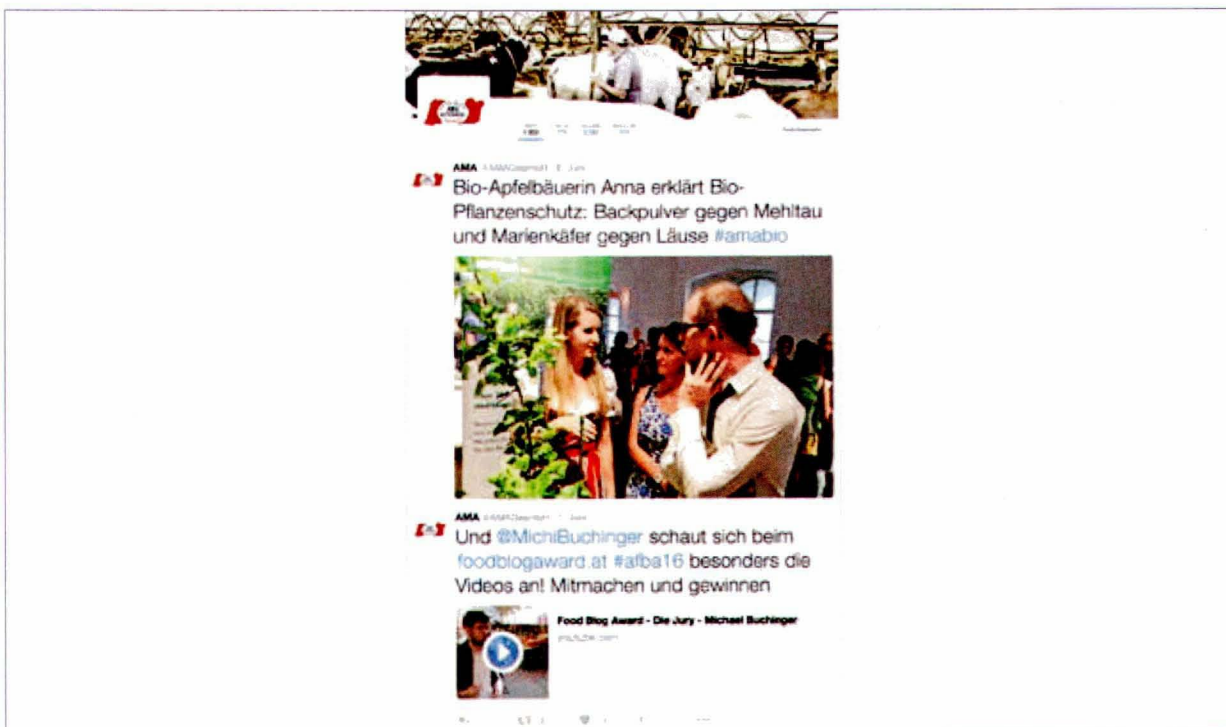 AMA
Bio-Apfelbäuerin Anna erklärt Bio-
Pflanzenschutz: Backpulver gegen Mehltau
und Marienkäfer gegen Läuse #amabio
AMA
Und @MichiBuchinger schaut sich beim
foodblogaward.at #afba16 besonders die
Videos an! Mitmachen und gewinnen
Food Blog Award - Die Jury - Michael Buchinger
youtube.com